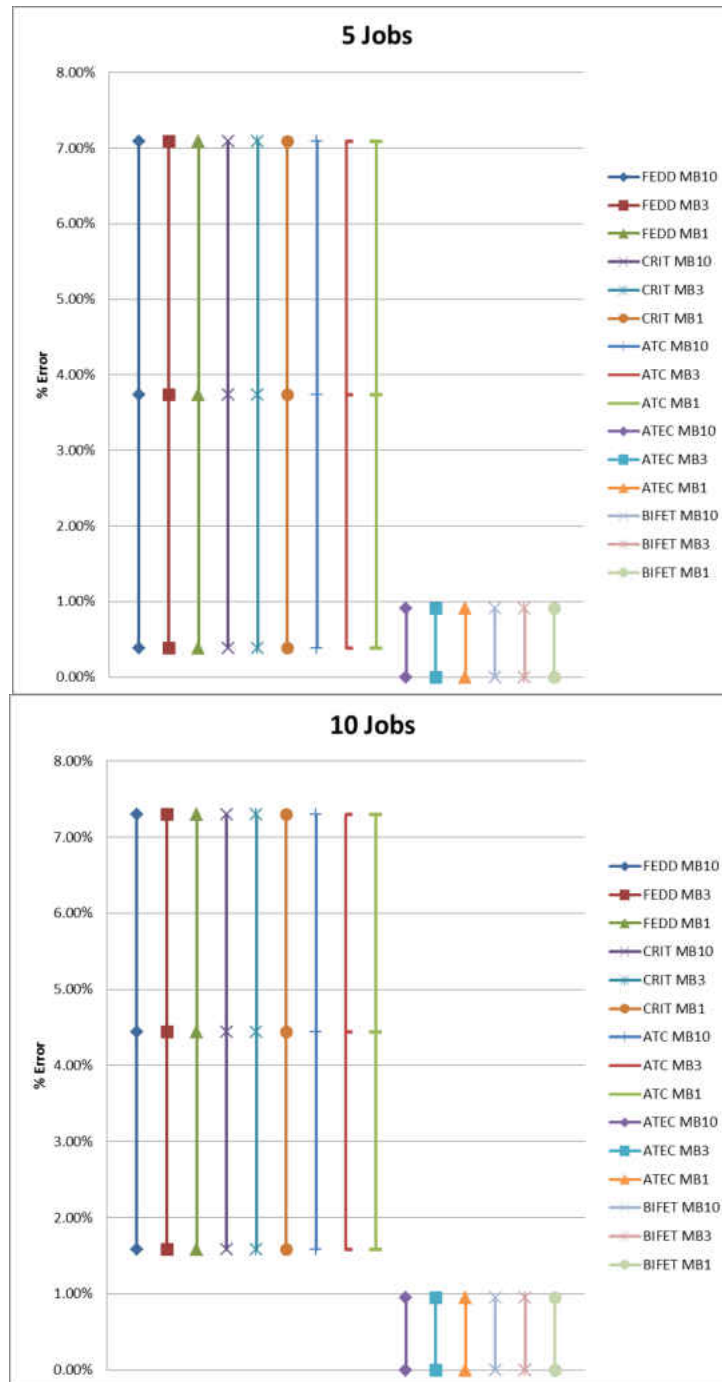 5 Jobs
8.00%
7.00%
6.00%
5.00%
4.00%
3.00%
2.00%
1.00%
0.00%
% Error
FEDD MB10
FEDD MB3
FEDD MB1
CRIT MB10
CRIT MB3
CRIT MB1
ATC MB10
ATC MB3
ATC MB1
ATEC MB10
ATEC MB3
ATEC MB1
BIFET MB10
BIFET MB3
BIFET MB1
10 Jobs
8.00%
7.00%
6.00%
5.00%
4.00%
3.00%
2.00%
1.00%
0.00%
% Error
FEDD MB10
FEDD MB3
FEDD MB1
CRIT MB10
CRIT MB3
CRIT MB1
ATC MB10
ATC MB3
ATC MB1
ATEC MB10
ATEC MB3
ATEC MB1
BIFET MB10
BIFET MB3
BIFET MB1